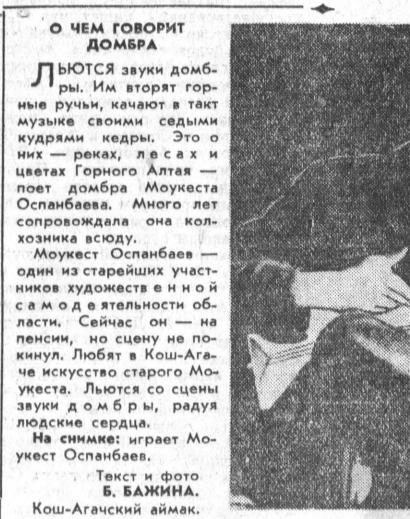 О ЧЕМ ГОВОРИТ
ДОМБРА
ЛЬЮТСЯ звуки домб-
ры. Им вторят гор-
ные ручьи, качают в такт
музыке своими седыми
кудрями кедры. Это о
них — реках, лесах и
цветах Горного Алтая —
поет домбра Моукеста
Оспанбаева. Много лет
сопровождала она кол-
хозника всюду.
Моукест Оспанбаев —
один из старейших участ-
ников художественной
самодеятельности об-
ласти. Сейчас он — на
пенсии, но сцену не по-
кинул. Любят в Кош-Ага-
че искусство старого Мо-
укеста. Льются со сцены
звуки домбры, радуя
людские сердца.
На снимке: играет Мо-
укест Оспанбаев.
Текст и фото
Б. БАЖИНА.
Кош-Агачский аймак.